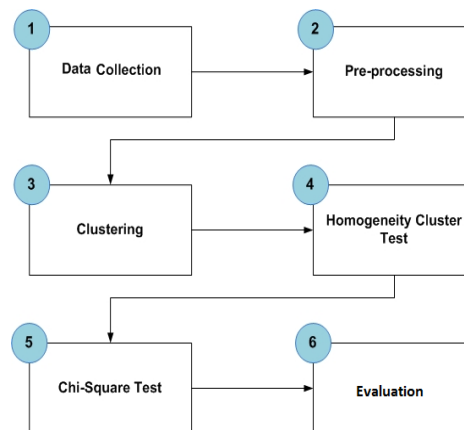 1
Data Collection
2
Pre-processing
3
Clustering
4
Homogeneity Cluster
Test
5
Chi-Square Test
6
Evaluation